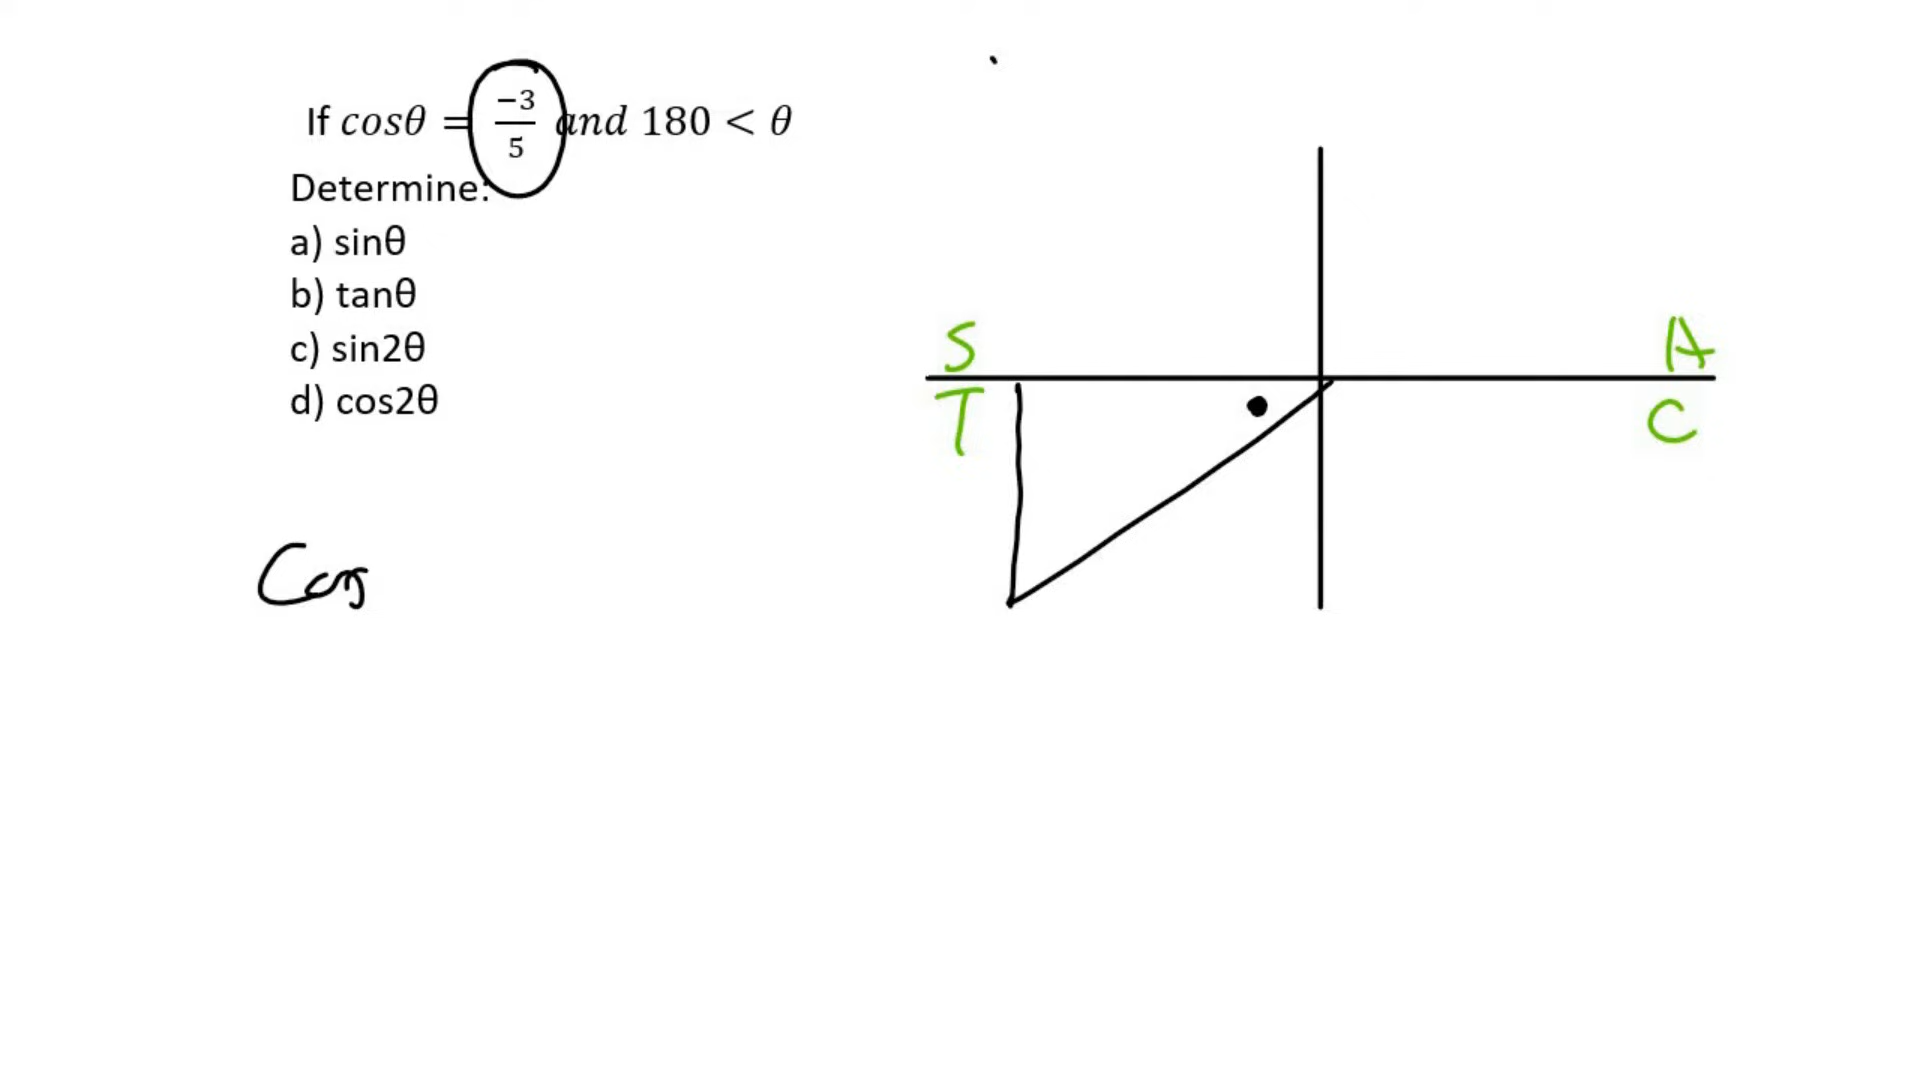 If cosθ = −3/5 and 180 < θ
Determine:
a) sinθ
b) tanθ
c) sin2θ
d) cos2θ
S A
T C
Cos